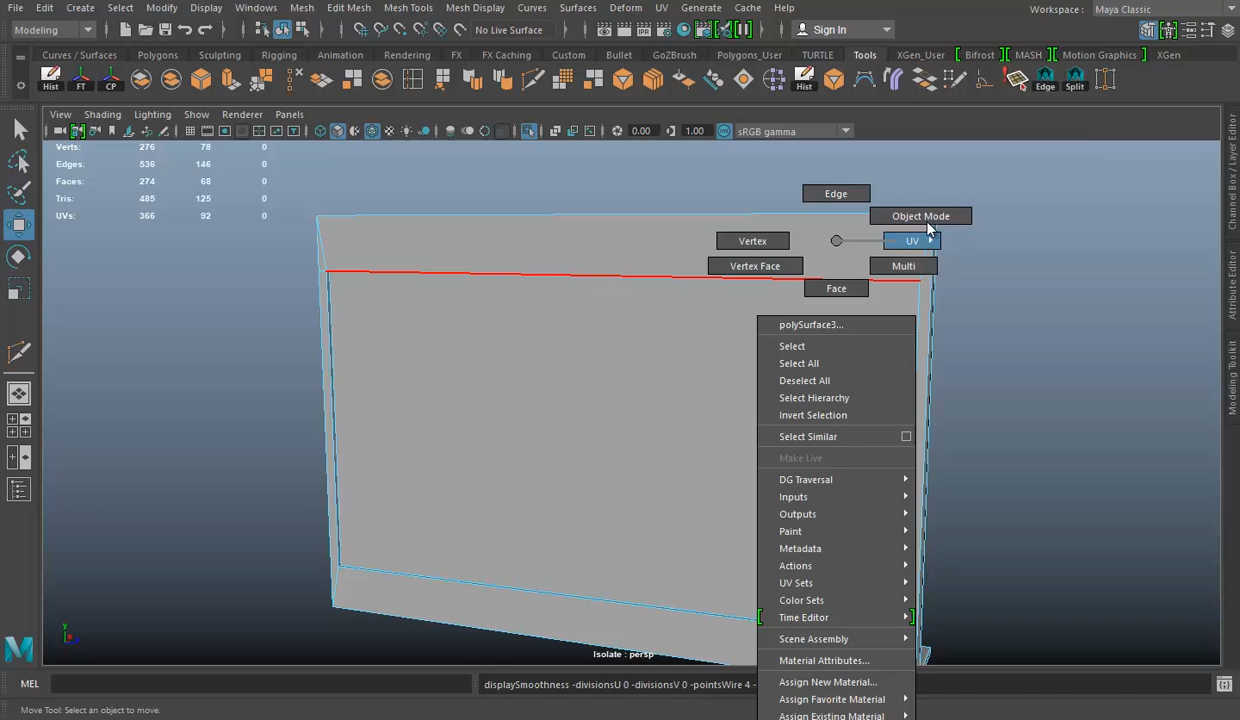 File Edit Create Select Modify Display Windows Mesh Edit Mesh Mesh Tools Mesh Display Curves Surfaces Deform UV Generate Cache Help Workspace : Maya Classic
Modeling No Live Surface Sign In
Curves / Surfaces Polygons Sculpting Rigging Animation Rendering FX FX Caching Custom Bullet GoZBrush Polygons_User TURTLE Tools XGen_User Bifrost MASH Motion Graphics XGen
Hist FT CP Hist Edge Split
View Shading Lighting Show Renderer Panels
0.00 1.00 sRGB gamma
Verts: 276 78 0
Edges: 536 146 0
Faces: 274 68 0
Tris: 485 125 0
UVs: 366 92 0
Edge
Object Mode
Vertex UV
Vertex Face Multi
Face
polySurface3...
Select
Select All
Deselect All
Select Hierarchy
Invert Selection
Select Similar
Make Live
DG Traversal
Inputs
Outputs
Paint
Metadata
Actions
UV Sets
Color Sets
Time Editor
Scene Assembly
Material Attributes...
Assign New Material...
Assign Favorite Material
Assign Existing Material
Channel Box / Layer Editor
Attribute Editor
Modeling Toolkit
y
Isolate : persp
MEL displaySmoothness -divisionsU 0 -divisionsV 0 -pointsWire 4 -
Move Tool: Select an object to move.